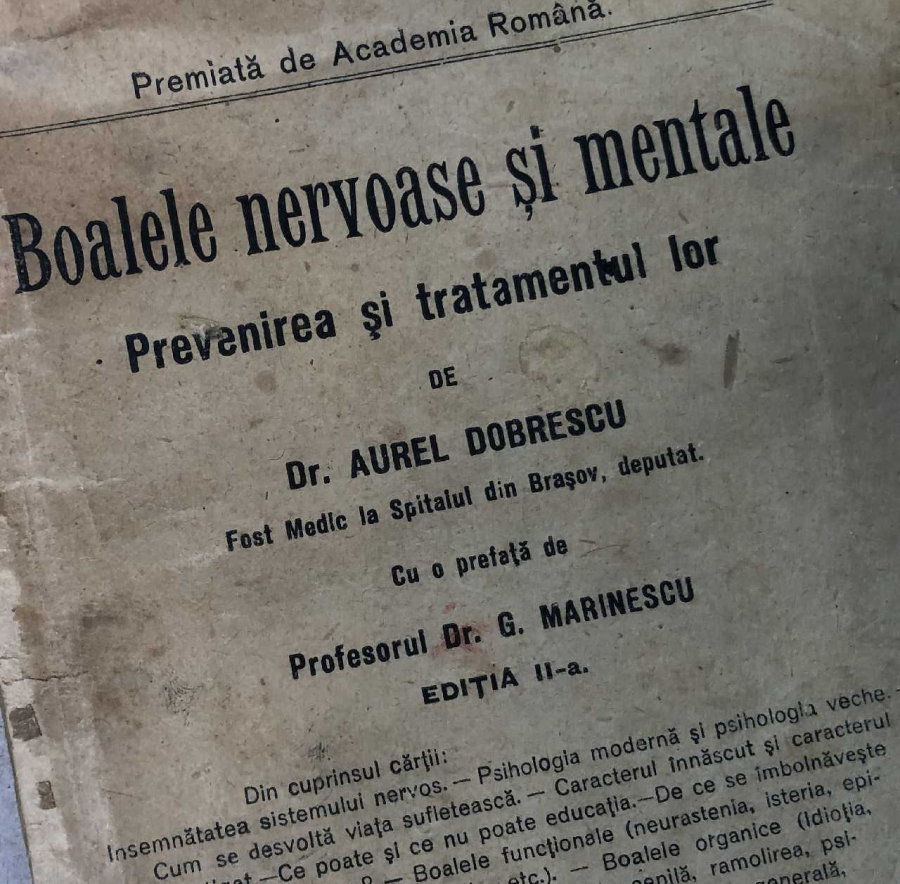 Premiată de Academia Română.
Boalele nervoase și mentale
Prevenirea și tratamentul lor
DE
Dr. AUREL DOBRESCU
Fost Medic la Spitalul din Brașov, deputat.
Cu o prefață de
Profesorul Dr. G. MARINESCU
EDIȚIA II-a.
Din cuprinsul cărții:
Insemnătatea sistemului nervos. — Psihologia modernă și psihologia veche. —
Cum se desvoltă viața sufletească. — Caracterul înnăscut și caracterul
—Ce poate și ce nu poate educația.—De ce se îmbolnăvește
— Boalele funcționale (neurastenia, isteria, epi-
etc.). — Boalele organice (Idioția,
senilă, ramolirea, psi-
generală,